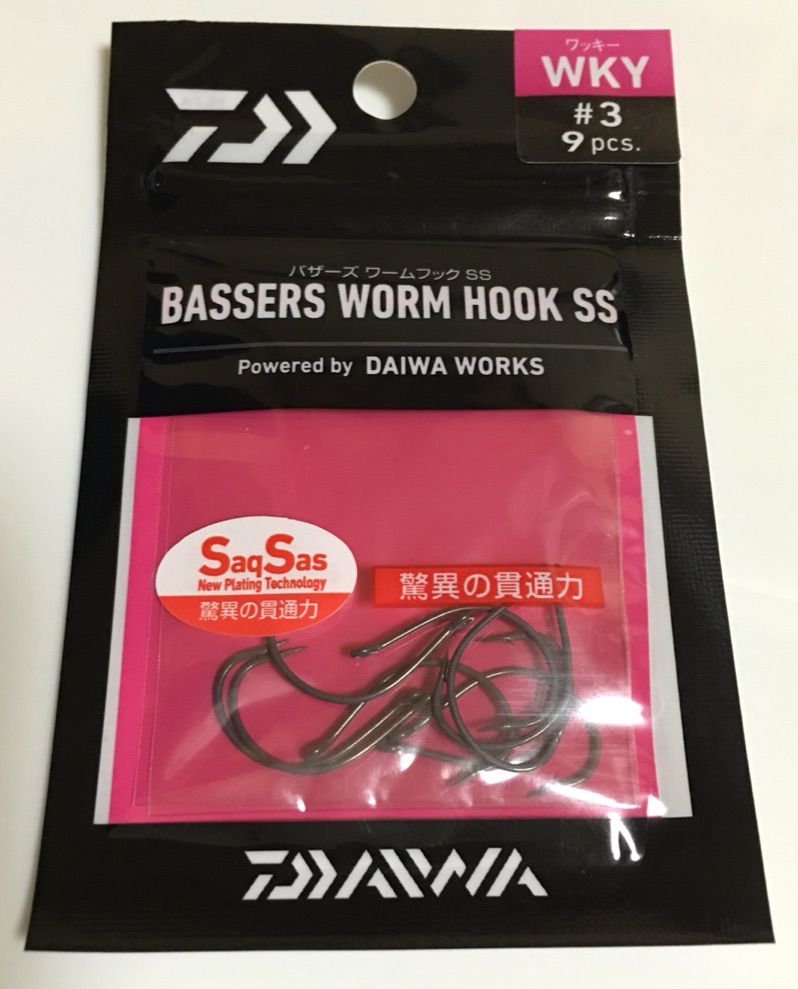 ワッキー
WKY
#3
9 pcs.
バザーズ ワームフック SS
BASSERS WORM HOOK SS
Powered by DAIWA WORKS
SaqSas
New Plating Technology
驚異の貫通力
驚異の貫通力
DAIWA